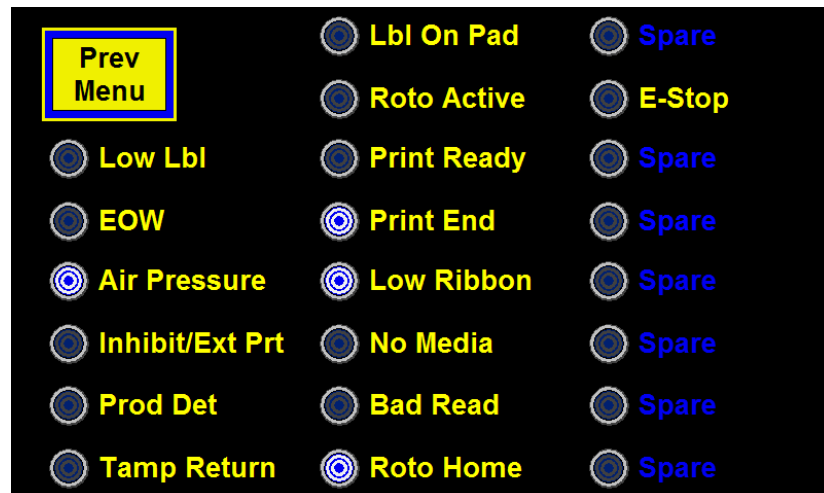 Prev
Menu
Lbl On Pad
Spare
Roto Active
E-Stop
Low Lbl
Print Ready
Spare
EOW
Print End
Spare
Air Pressure
Low Ribbon
Spare
Inhibit/Ext Prt
No Media
Spare
Prod Det
Bad Read
Spare
Tamp Return
Roto Home
Spare